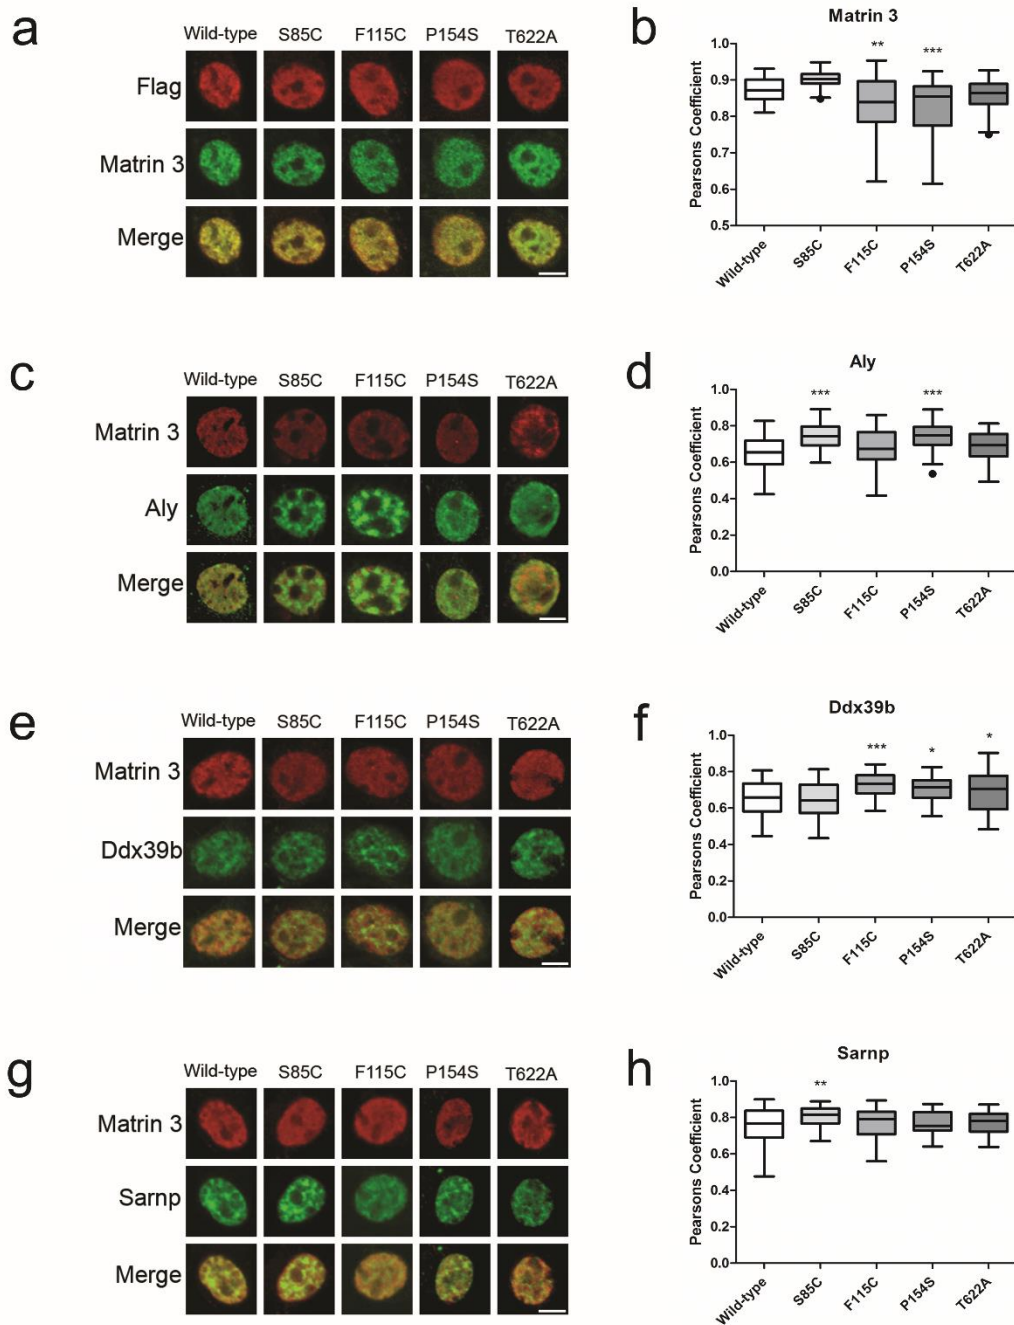 a
Wild-type S85C F115C P154S T622A
Flag
Matrin 3
Merge
b
Matrin 3
** ***
Pearsons Coefficient
1.0
0.9
0.8
0.7
0.6
0.5
Wild-type S85C F115C P154S T622A
c
Wild-type S85C F115C P154S T622A
Matrin 3
Aly
Merge
d
Aly
*** ***
Pearsons Coefficient
1.0
0.8
0.6
0.4
0.2
0.0
Wild-type S85C F115C P154S T622A
e
Wild-type S85C F115C P154S T622A
Matrin 3
Ddx39b
Merge
f
Ddx39b
*** * *
Pearsons Coefficient
1.0
0.8
0.6
0.4
0.2
0.0
Wild-type S85C F115C P154S T622A
g
Wild-type S85C F115C P154S T622A
Matrin 3
Sarnp
Merge
h
Sarnp
**
Pearsons Coefficient
1.0
0.8
0.6
0.4
0.2
0.0
Wild-type S85C F115C P154S T622A